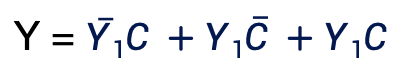 Y = Ȳ₁C + Y₁C̄ + Y₁C